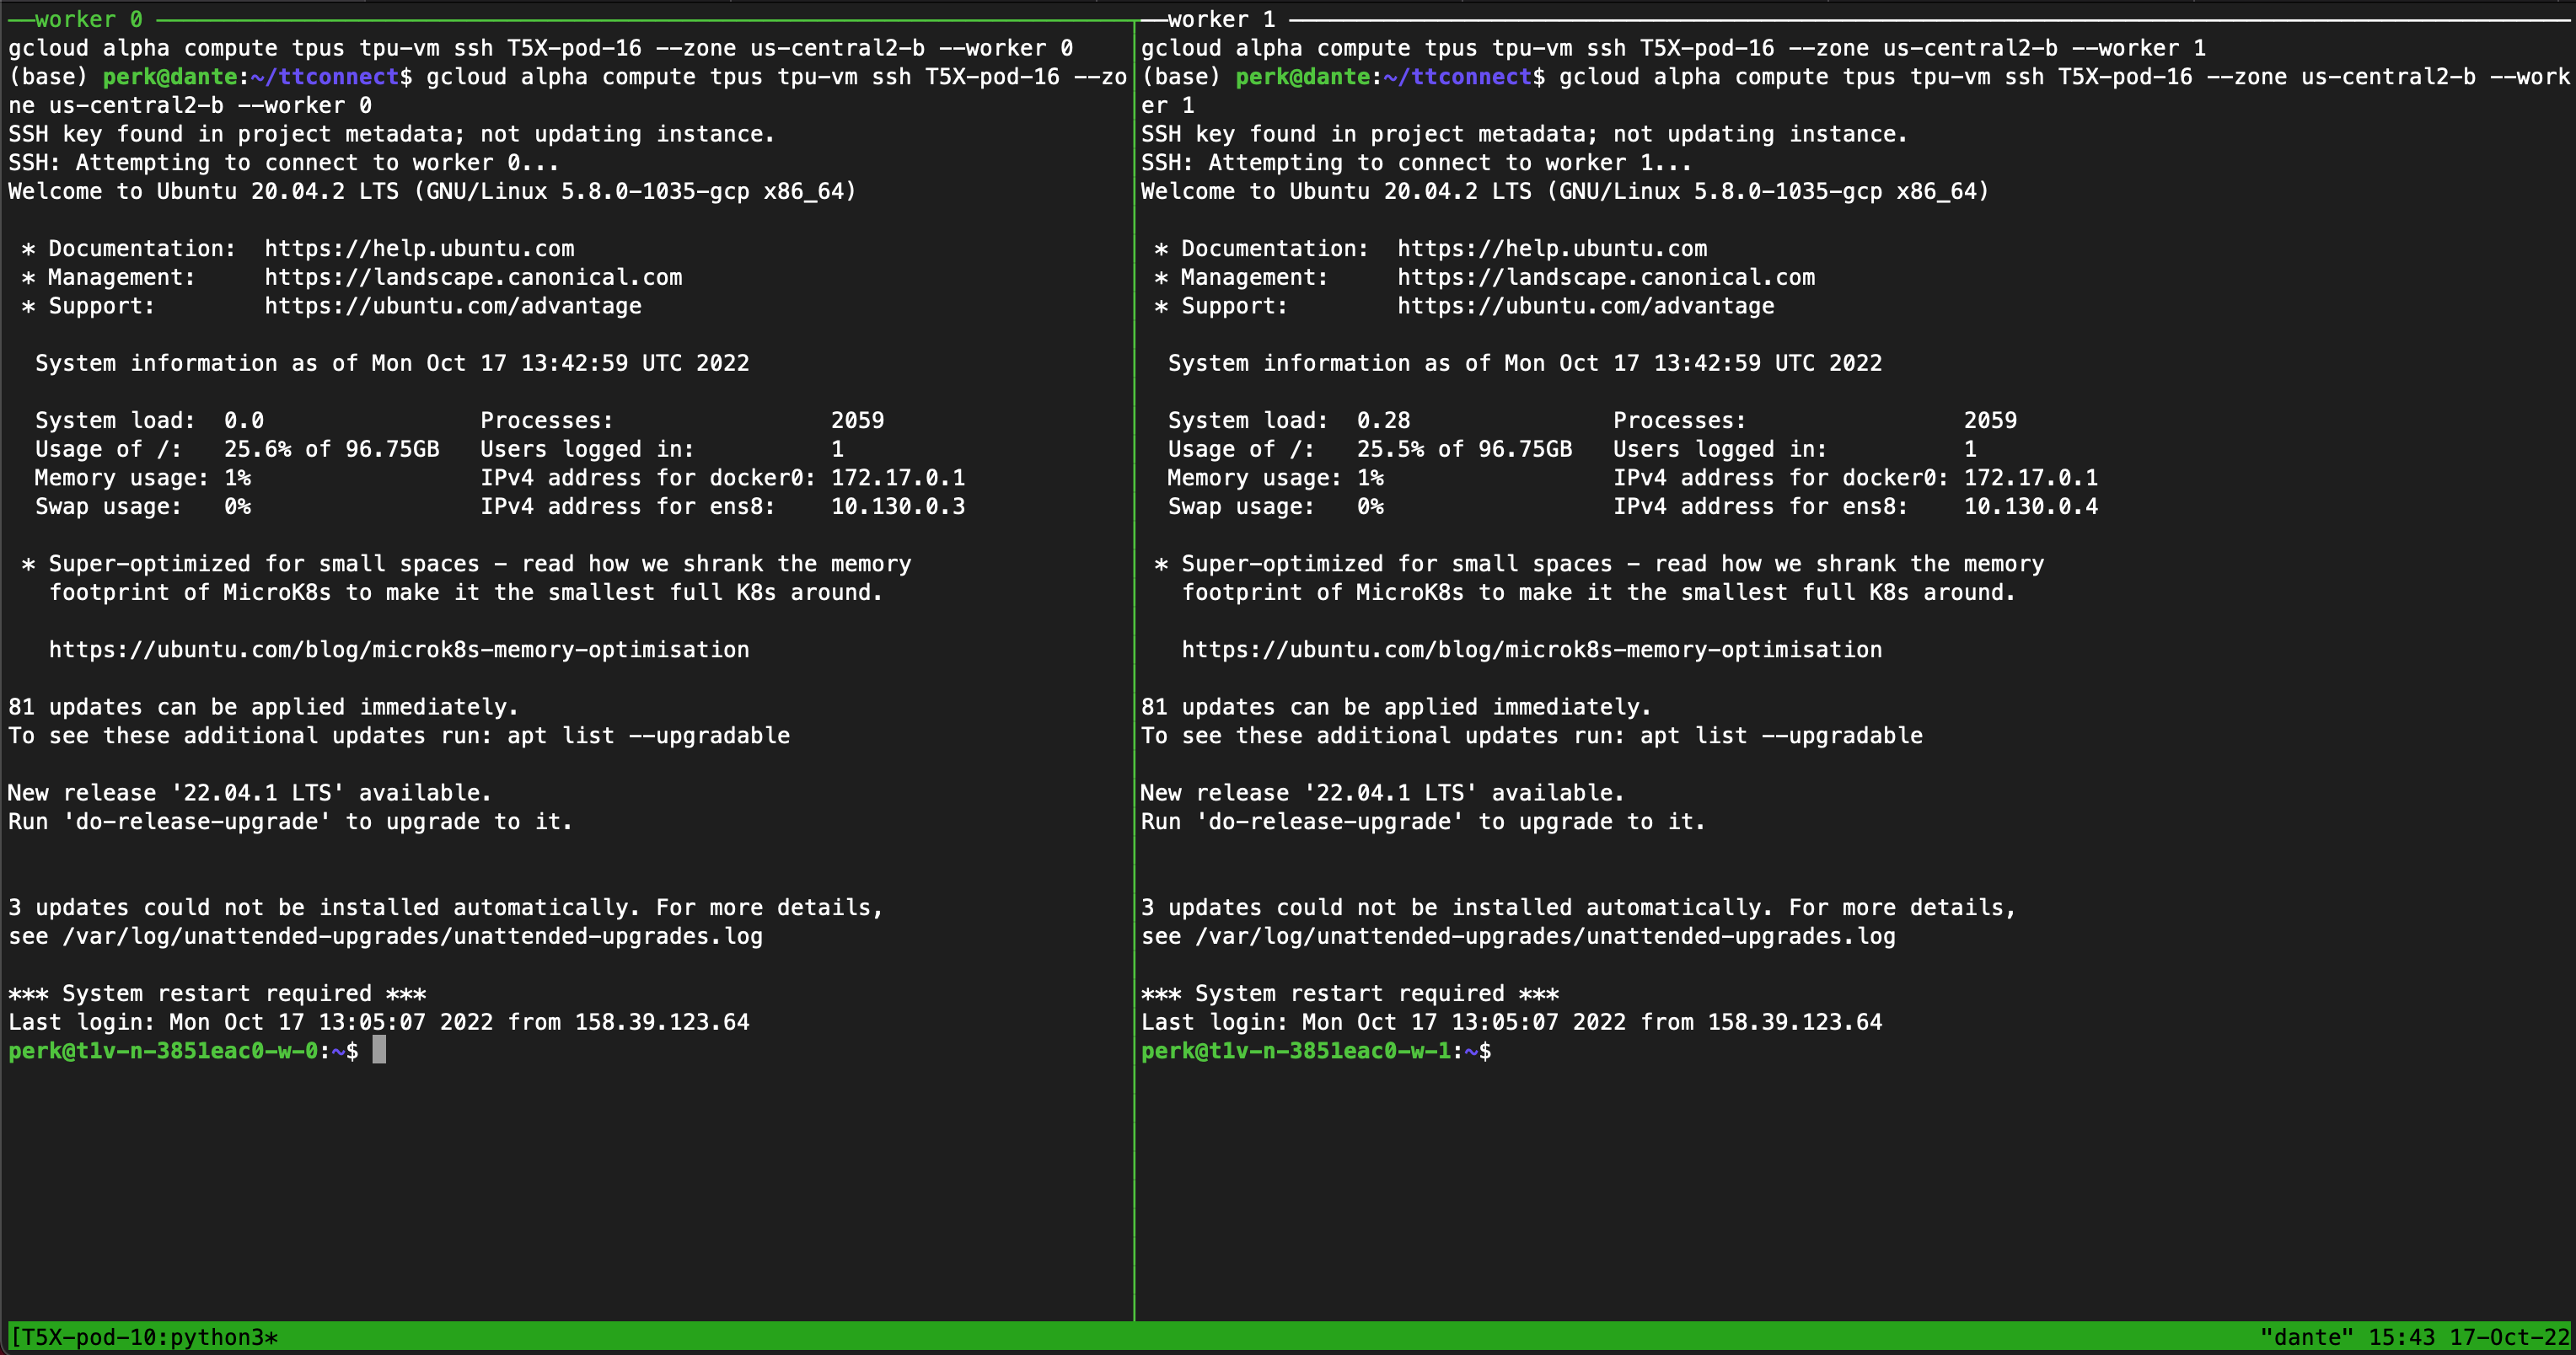 worker 0
gcloud alpha compute tpus tpu-vm ssh T5X-pod-16 --zone us-central2-b --worker 0
(base) perk@dante:~/ttconnect$ gcloud alpha compute tpus tpu-vm ssh T5X-pod-16 --zo
ne us-central2-b --worker 0
SSH key found in project metadata; not updating instance.
SSH: Attempting to connect to worker 0...
Welcome to Ubuntu 20.04.2 LTS (GNU/Linux 5.8.0-1035-gcp x86_64)
* Documentation:  https://help.ubuntu.com
* Management:     https://landscape.canonical.com
* Support:        https://ubuntu.com/advantage
System information as of Mon Oct 17 13:42:59 UTC 2022
System load:  0.0                Processes:                2059
Usage of /:   25.6% of 96.75GB   Users logged in:          1
Memory usage: 1%                 IPv4 address for docker0: 172.17.0.1
Swap usage:   0%                 IPv4 address for ens8:    10.130.0.3
* Super-optimized for small spaces - read how we shrank the memory
footprint of MicroK8s to make it the smallest full K8s around.
https://ubuntu.com/blog/microk8s-memory-optimisation
81 updates can be applied immediately.
To see these additional updates run: apt list --upgradable
New release '22.04.1 LTS' available.
Run 'do-release-upgrade' to upgrade to it.
3 updates could not be installed automatically. For more details,
see /var/log/unattended-upgrades/unattended-upgrades.log
*** System restart required ***
Last login: Mon Oct 17 13:05:07 2022 from 158.39.123.64
perk@t1v-n-3851eac0-w-0:~$
worker 1
gcloud alpha compute tpus tpu-vm ssh T5X-pod-16 --zone us-central2-b --worker 1
(base) perk@dante:~/ttconnect$ gcloud alpha compute tpus tpu-vm ssh T5X-pod-16 --zone us-central2-b --work
er 1
SSH key found in project metadata; not updating instance.
SSH: Attempting to connect to worker 1...
Welcome to Ubuntu 20.04.2 LTS (GNU/Linux 5.8.0-1035-gcp x86_64)
* Documentation:  https://help.ubuntu.com
* Management:     https://landscape.canonical.com
* Support:        https://ubuntu.com/advantage
System information as of Mon Oct 17 13:42:59 UTC 2022
System load:  0.28               Processes:                2059
Usage of /:   25.5% of 96.75GB   Users logged in:          1
Memory usage: 1%                 IPv4 address for docker0: 172.17.0.1
Swap usage:   0%                 IPv4 address for ens8:    10.130.0.4
* Super-optimized for small spaces - read how we shrank the memory
footprint of MicroK8s to make it the smallest full K8s around.
https://ubuntu.com/blog/microk8s-memory-optimisation
81 updates can be applied immediately.
To see these additional updates run: apt list --upgradable
New release '22.04.1 LTS' available.
Run 'do-release-upgrade' to upgrade to it.
3 updates could not be installed automatically. For more details,
see /var/log/unattended-upgrades/unattended-upgrades.log
*** System restart required ***
Last login: Mon Oct 17 13:05:07 2022 from 158.39.123.64
perk@t1v-n-3851eac0-w-1:~$
[T5X-pod-10:python3*
"dante" 15:43 17-Oct-22